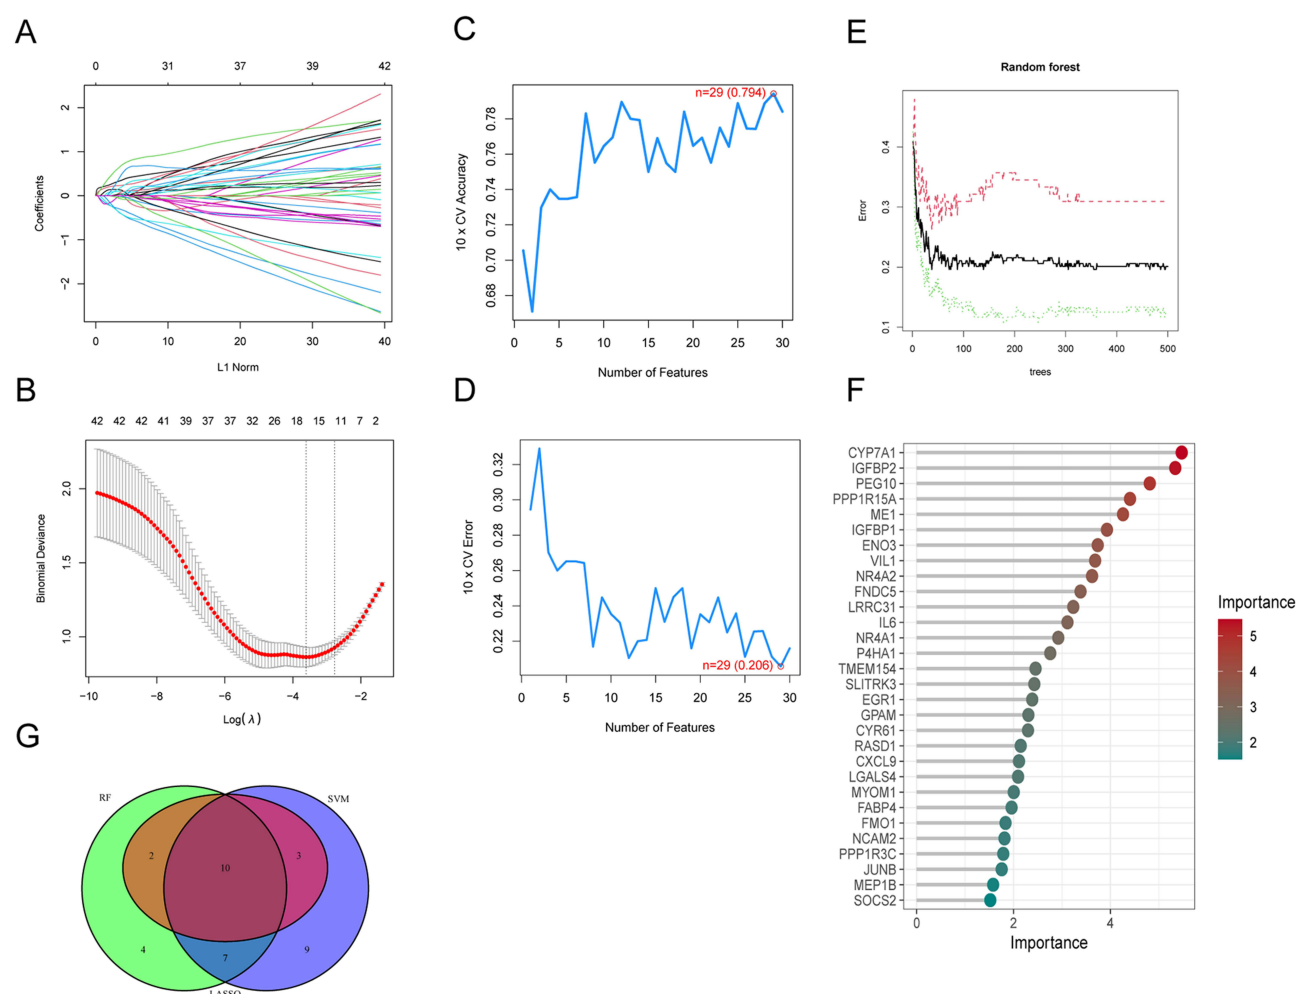 A
0 31 37 39 42
2
1
0
−1
−2
Coefficients
0 10 20 30 40
L1 Norm
B
42 42 42 41 39 37 37 32 26 18 15 11 7 2
2.0
1.5
1.0
Binomial Deviance
−10 −8 −6 −4 −2
Log(λ)
C
n=29 (0.794)
0.78
0.76
0.74
0.72
0.70
0.68
10 x CV Accuracy
0 5 10 15 20 25 30
Number of Features
D
0.32
0.30
0.28
0.26
0.24
0.22
10 x CV Error
n=29 (0.206)
0 5 10 15 20 25 30
Number of Features
E
Random forest
0.4
0.3
0.2
0.1
Error
0 100 200 300 400 500
trees
F
CYP7A1
IGFBP2
PEG10
PPP1R15A
ME1
IGFBP1
ENO3
VIL1
NR4A2
FNDC5
LRRC31
IL6
NR4A1
P4HA1
TMEM154
SLITRK3
EGR1
GPAM
CYR61
RASD1
CXCL9
LGALS4
MYOM1
FABP4
FMO1
NCAM2
PPP1R3C
JUNB
MEP1B
SOCS2
0 2 4
Importance
Importance
5
4
3
2
G
RF SVM
2 10 3
4 7 9
LASSO